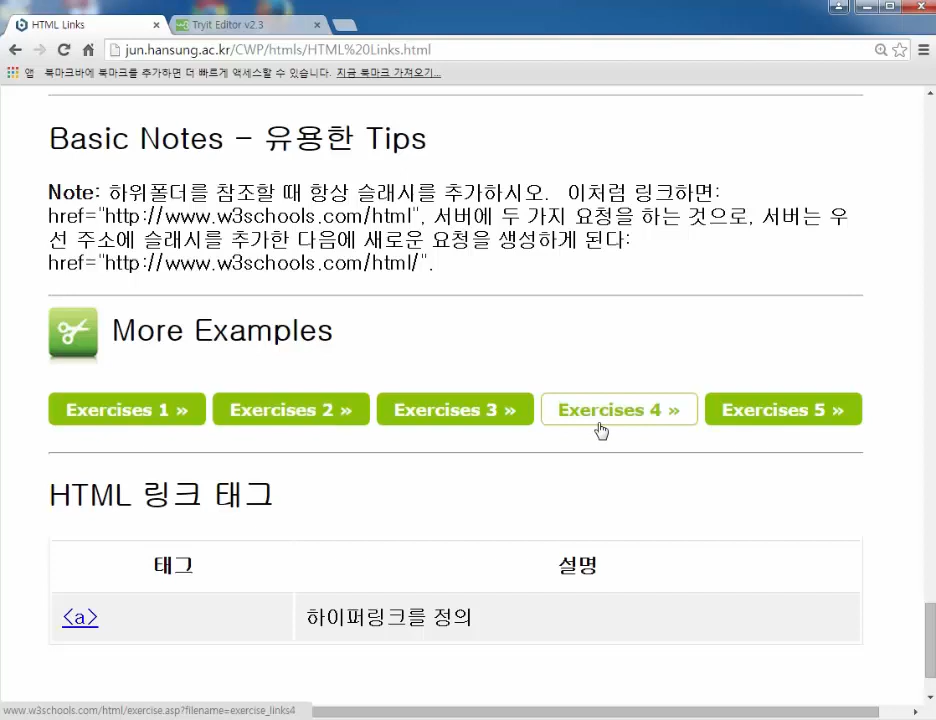 HTML Links
Tryit Editor v2.3
jun.hansung.ac.kr/CWP/htmls/HTML%20Links.html
앱 북마크바에 북마크를 추가하면 더 빠르게 액세스할 수 있습니다. 지금 북마크 가져오기...
Basic Notes - 유용한 Tips
Note: 하위폴더를 참조할 때 항상 슬래시를 추가하시오. 이처럼 링크하면:
href="http://www.w3schools.com/html", 서버에 두 가지 요청을 하는 것으로, 서버는 우
선 주소에 슬래시를 추가한 다음에 새로운 요청을 생성하게 된다:
href="http://www.w3schools.com/html/".
More Examples
Exercises 1 » Exercises 2 » Exercises 3 » Exercises 4 » Exercises 5 »
HTML 링크 태그
태그 설명
<a> 하이퍼링크를 정의
www.w3schools.com/html/exercise.asp?filename=exercise_links4